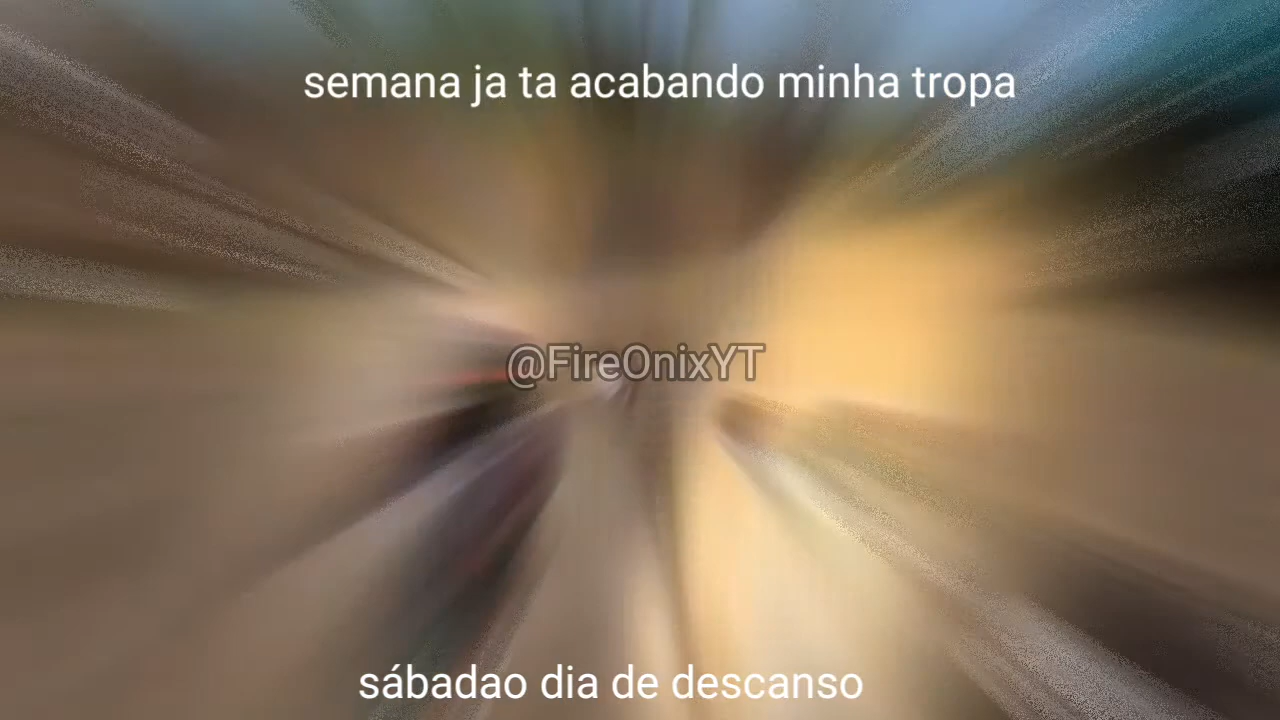 semana ja ta acabando minha tropa
@FireOnixYT
sábadao dia de descanso